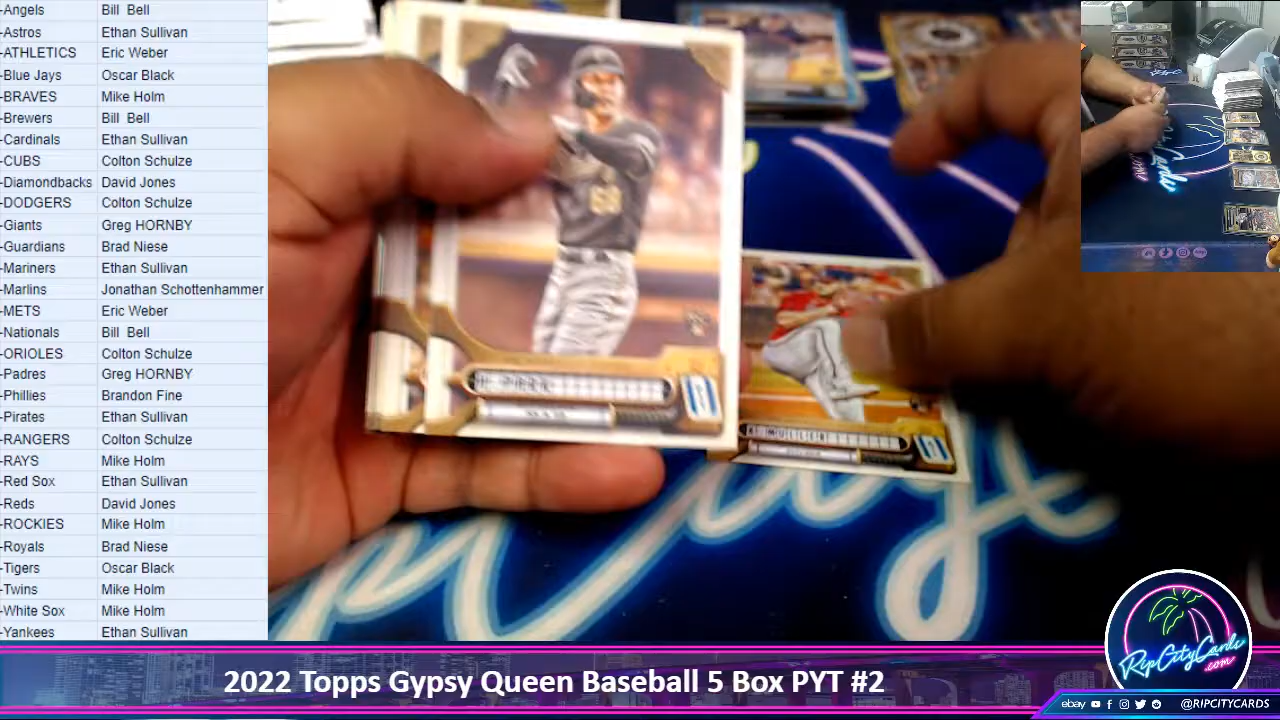 -Angels Bill Bell
-Astros Ethan Sullivan
-ATHLETICS Eric Weber
-Blue Jays Oscar Black
-BRAVES Mike Holm
-Brewers Bill Bell
-Cardinals Ethan Sullivan
-CUBS Colton Schulze
-Diamondbacks David Jones
-DODGERS Colton Schulze
-Giants Greg HORNBY
-Guardians Brad Niese
-Mariners Ethan Sullivan
-Marlins Jonathan Schottenhammer
-METS Eric Weber
-Nationals Bill Bell
-ORIOLES Colton Schulze
-Padres Greg HORNBY
-Phillies Brandon Fine
-Pirates Ethan Sullivan
-RANGERS Colton Schulze
-RAYS Mike Holm
-Red Sox Ethan Sullivan
-Reds David Jones
-ROCKIES Mike Holm
-Royals Brad Niese
-Tigers Oscar Black
-Twins Mike Holm
-White Sox Mike Holm
-Yankees Ethan Sullivan
H. PARK
K. MULLER
2022 Topps Gypsy Queen Baseball 5 Box PYT #2
RipCityCards
.com
ebay @RIPCITYCARDS